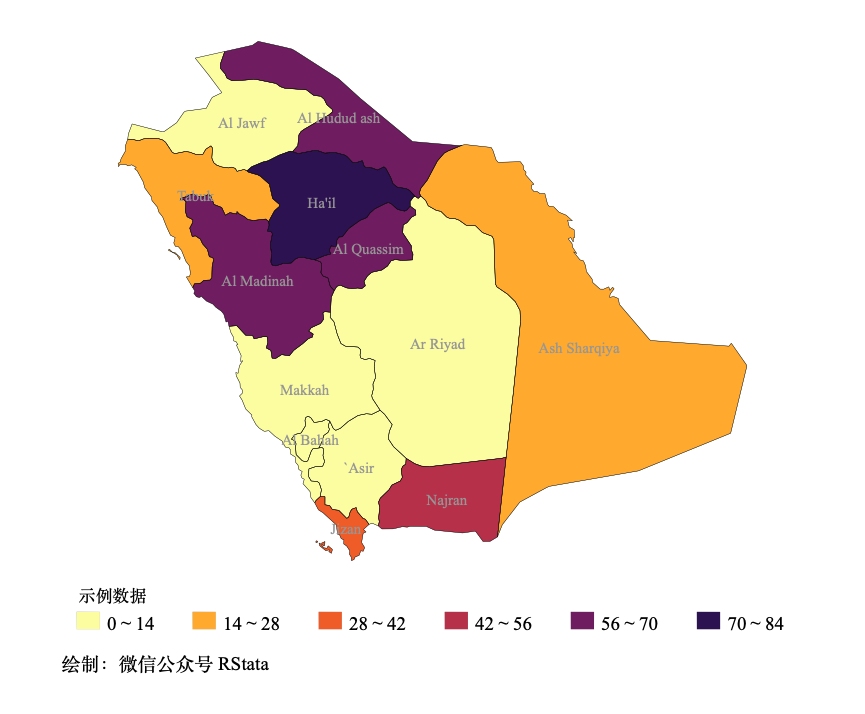 Al Jawf
Al Hudud ash
Tabuk
Ha'il
Al Quassim
Al Madinah
Ar Riyad
Ash Sharqiya
Makkah
Al Bahah
`Asir
Najran
Jizan
示例数据
0 ~ 14 14 ~ 28 28 ~ 42 42 ~ 56 56 ~ 70 70 ~ 84
绘制：微信公众号 RStata